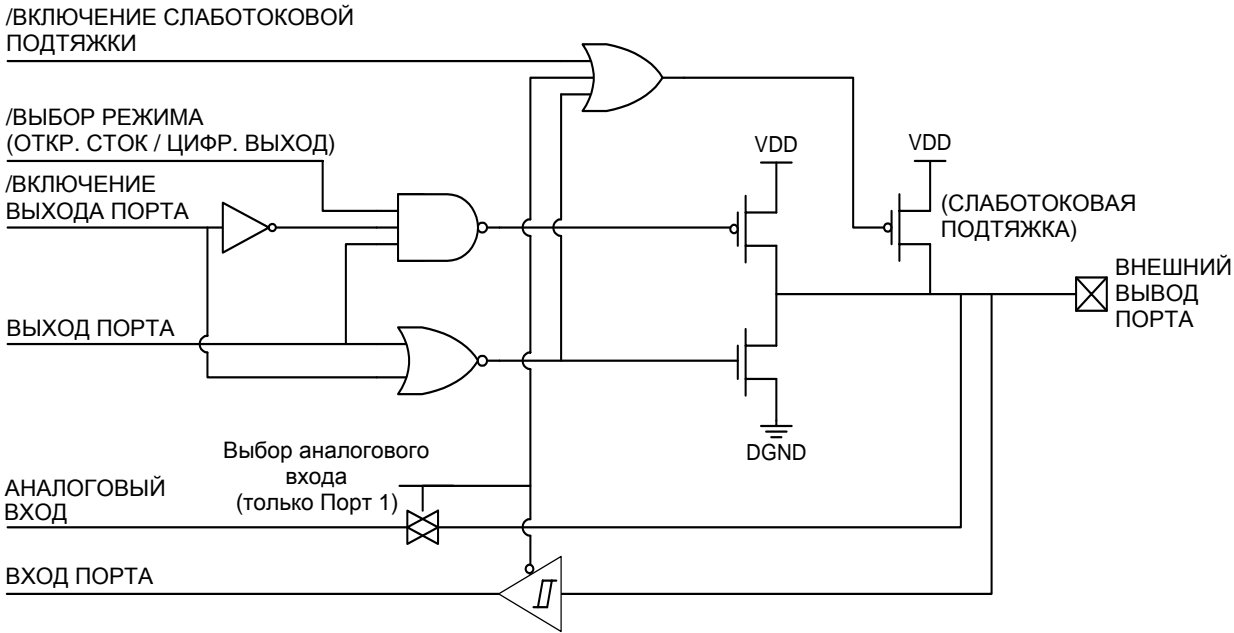 /ВКЛЮЧЕНИЕ СЛАБОТОКОВОЙ
ПОДТЯЖКИ
/ВЫБОР РЕЖИМА
(ОТКР. СТОК / ЦИФР. ВЫХОД)
/ВКЛЮЧЕНИЕ
ВЫХОДА ПОРТА
VDD
VDD
(СЛАБОТОКОВАЯ
ПОДТЯЖКА)
ВНЕШНИЙ
ВЫВОД
ПОРТА
ВЫХОД ПОРТА
DGND
Выбор аналогового
входа
(только Порт 1)
АНАЛОГОВЫЙ
ВХОД
ВХОД ПОРТА